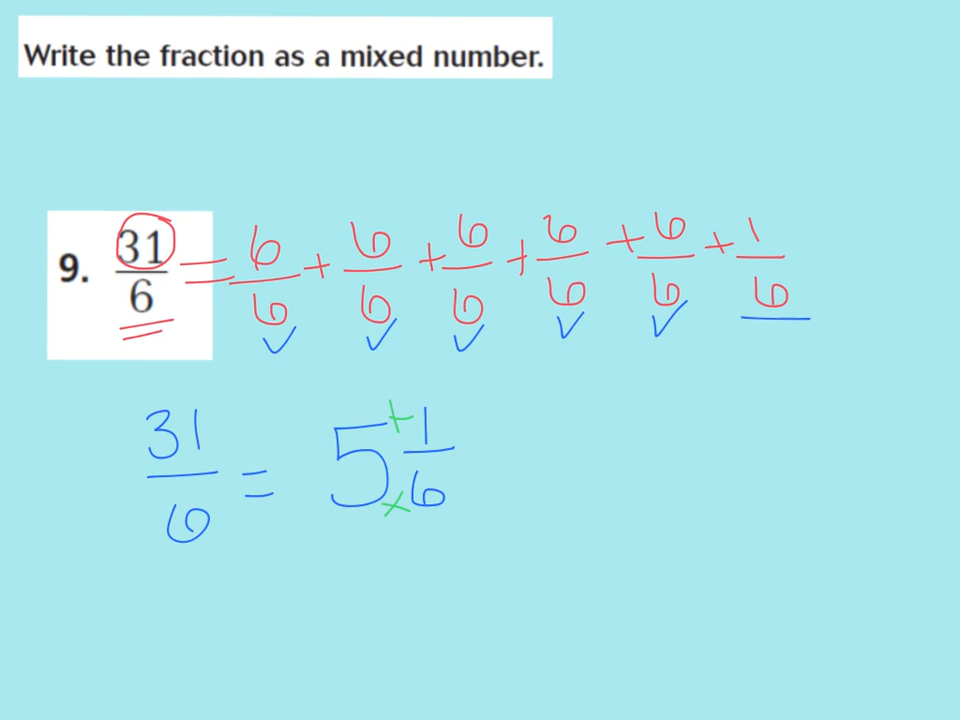 Write the fraction as a mixed number.
9. 31/6 = 6/6 + 6/6 + 6/6 + 6/6 + 6/6 + 1/6
31/6 = 5 + 1/6 ×